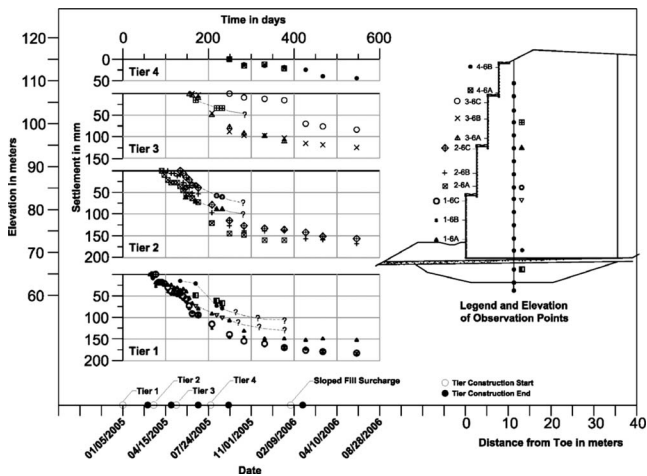 Time in days
0 200 400 600
Elevation in meters
120
110
100
90
80
70
60
Settlement in mm
0
50
Tier 4
0
50
100
150
Tier 3
?
?
0
50
100
150
200
Tier 2
?
?
50
100
150
200
Tier 1
? ? ?
? ? ?
4-6B
4-6A
3-6C
3-6B
3-6A
2-6C
2-6B
2-6A
1-6C
1-6B
1-6A
Legend and Elevation
of Observation Points
Tier 1
Tier 2
Tier 3
Tier 4
Sloped Fill Surcharge
Tier Construction Start
Tier Construction End
01/05/2005
04/15/2005
07/24/2005
11/01/2005
02/09/2006
04/10/2006
08/28/2006
Date
0 10 20 30 40
Distance from Toe in meters